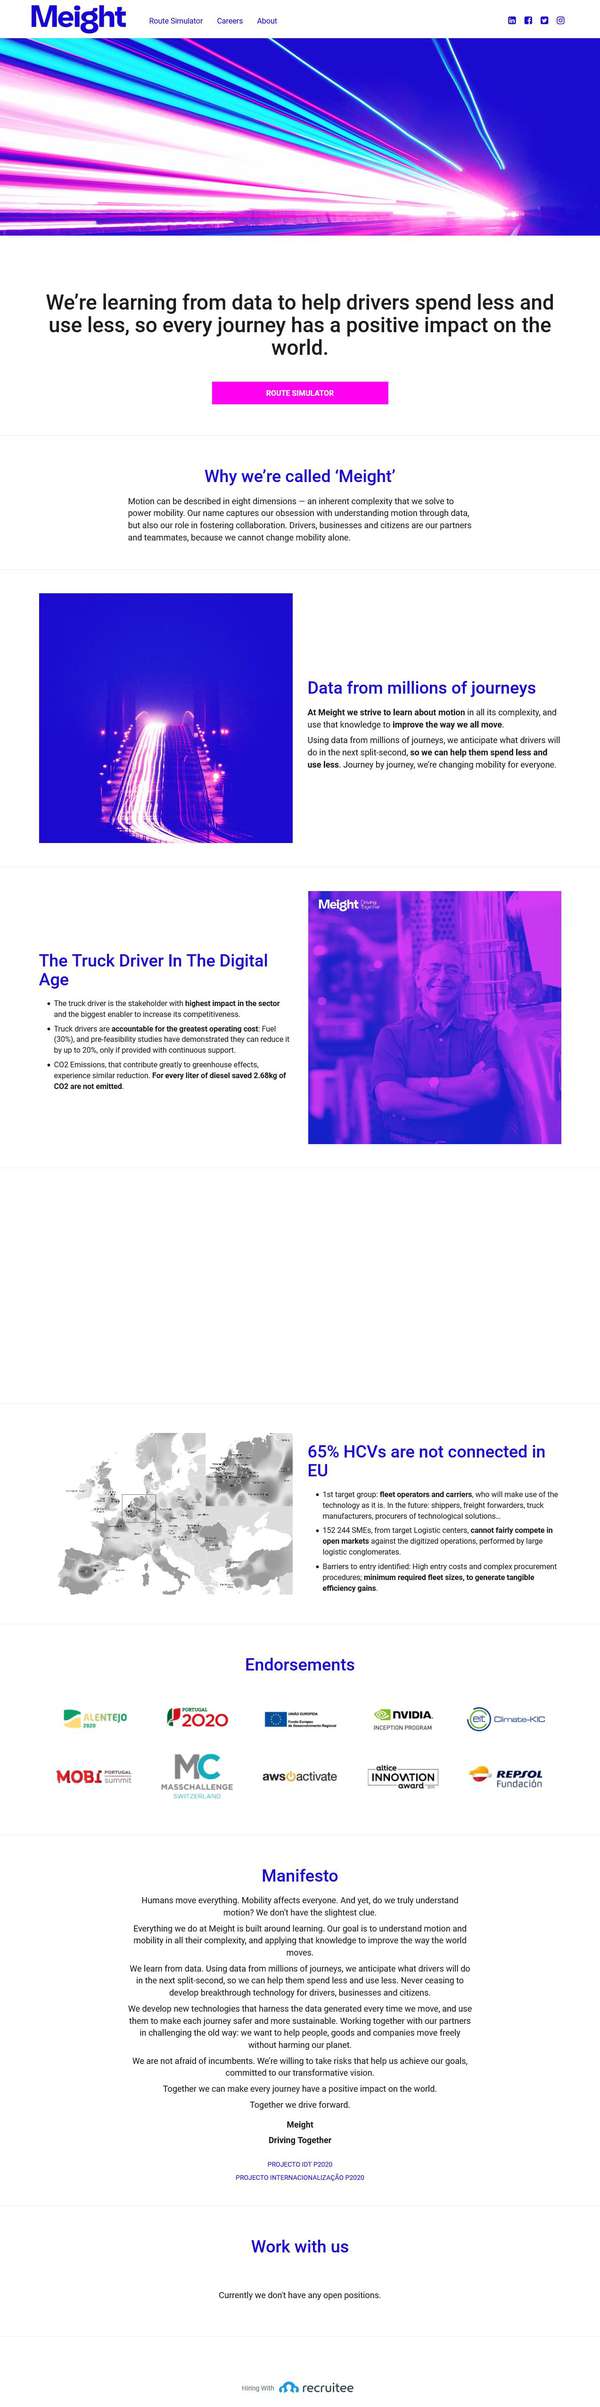 Meight
Route Simulator Careers About
We're learning from data to help drivers spend less and
use less, so every journey has a positive impact on the
world.
ROUTE SIMULATOR
Why we're called ‘Meight’
Motion can be described in eight dimensions — an inherent complexity that we solve to
power mobility. Our name captures our obsession with understanding motion through data,
but also our role in fostering collaboration. Drivers, businesses and citizens are our partners
and teammates, because we cannot change mobility alone.
Data from millions of journeys
At Meight we strive to learn about motion in all its complexity, and
use that knowledge to improve the way we all move.
Using data from millions of journeys, we anticipate what drivers will
do in the next split-second, so we can help them spend less and
use less. Journey by journey, we're changing mobility for everyone.
Meight Driving
Together
The Truck Driver In The Digital
Age
• The truck driver is the stakeholder with highest impact in the sector
and the biggest enabler to increase its competitiveness.
• Truck drivers are accountable for the greatest operating cost: Fuel
(30%), and pre-feasibility studies have demonstrated they can reduce it
by up to 20%, only if provided with continuous support.
• CO2 Emissions, that contribute greatly to greenhouse effects,
experience similar reduction. For every liter of diesel saved 2.68kg of
CO2 are not emitted.
65% HCVs are not connected in
EU
• 1st target group: fleet operators and carriers, who will make use of the
technology as it is. In the future: shippers, freight forwarders, truck
manufacturers, procurers of technological solutions…
• 152 244 SMEs, from target Logistic centers, cannot fairly compete in
open markets against the digitized operations, performed by large
logistic conglomerates.
• Barriers to entry identified: High entry costs and complex procurement
procedures; minimum required fleet sizes, to generate tangible
efficiency gains.
Endorsements
ALENTEJO
2020
PORTUGAL
2020
UNIÃO EUROPEIA
Fundo Europeu
de Desenvolvimento Regional
NVIDIA.
INCEPTION PROGRAM
eit Climate-KIC
MOBI PORTUGAL
summit
MC
MASSCHALLENGE
SWITZERLAND
aws activate
altice
INNOVATION
award
REPSOL
Fundación
Manifesto
Humans move everything. Mobility affects everyone. And yet, do we truly understand
motion? We don't have the slightest clue.
Everything we do at Meight is built around learning. Our goal is to understand motion and
mobility in all their complexity, and applying that knowledge to improve the way the world
moves.
We learn from data. Using data from millions of journeys, we anticipate what drivers will do
in the next split-second, so we can help them spend less and use less. Never ceasing to
develop breakthrough technology for drivers, businesses and citizens.
We develop new technologies that harness the data generated every time we move, and use
them to make each journey safer and more sustainable. Working together with our partners
in challenging the old way: we want to help people, goods and companies move freely
without harming our planet.
We are not afraid of incumbents. We're willing to take risks that help us achieve our goals,
committed to our transformative vision.
Together we can make every journey have a positive impact on the world.
Together we drive forward.
Meight
Driving Together
PROJECTO IDT P2020
PROJECTO INTERNACIONALIZAÇÃO P2020
Work with us
Currently we don't have any open positions.
Hiring With recruitee